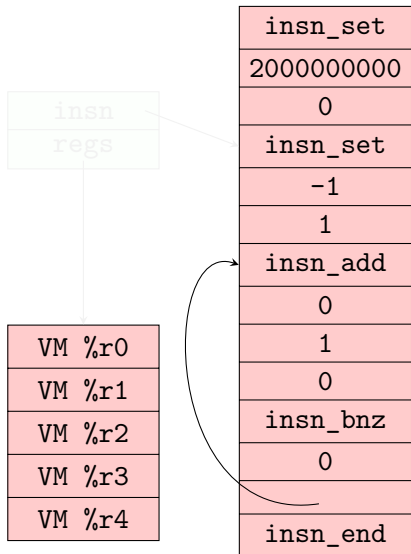 insn
regs
VM %r0
VM %r1
VM %r2
VM %r3
VM %r4
insn_set
2000000000
0
insn_set
-1
1
insn_add
0
1
0
insn_bnz
0
insn_end